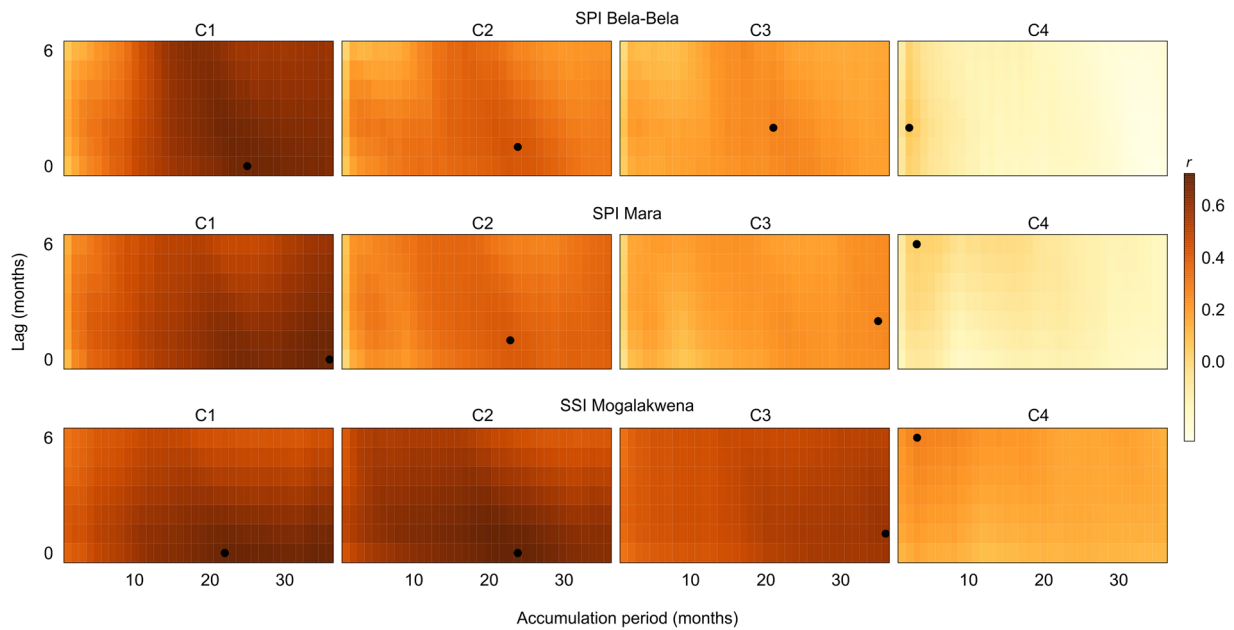 SPI Bela-Bela
C1 C2 C3 C4
6
0
r
0.6
0.4
0.2
0.0
SPI Mara
C1 C2 C3 C4
6
0
Lag (months)
SSI Mogalakwena
C1 C2 C3 C4
6
0
10 20 30 10 20 30 10 20 30 10 20 30
Accumulation period (months)